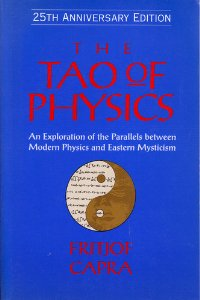 25TH ANNIVERSARY EDITION
THE
TAO OF
PHYSICS
An Exploration of the Parallels between
Modern Physics and Eastern Mysticism
FRITJOF
CAPRA